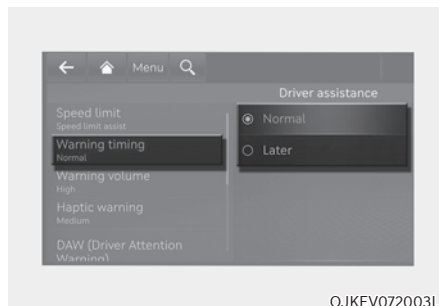 Menu
Driver assistance
Speed limit
Speed limit assist
Warning timing
Normal
Warning volume
High
Haptic warning
Medium
DAW (Driver Attention
Warning)
Normal
Later
OJKEV072003L